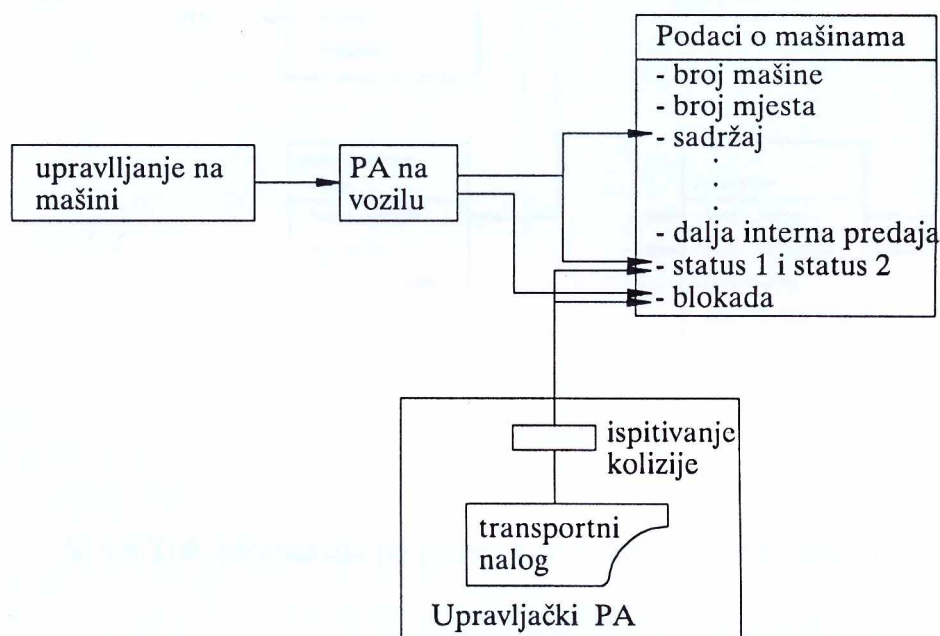 Podaci o mašinama
- broj mašine
- broj mjesta
- sadržaj
.
.
.
- dalja interna predaja
- status 1 i status 2
- blokada
upravlljanje na
mašini
PA na
vozilu
ispitivanje
kolizije
transportni
nalog
Upravljački PA